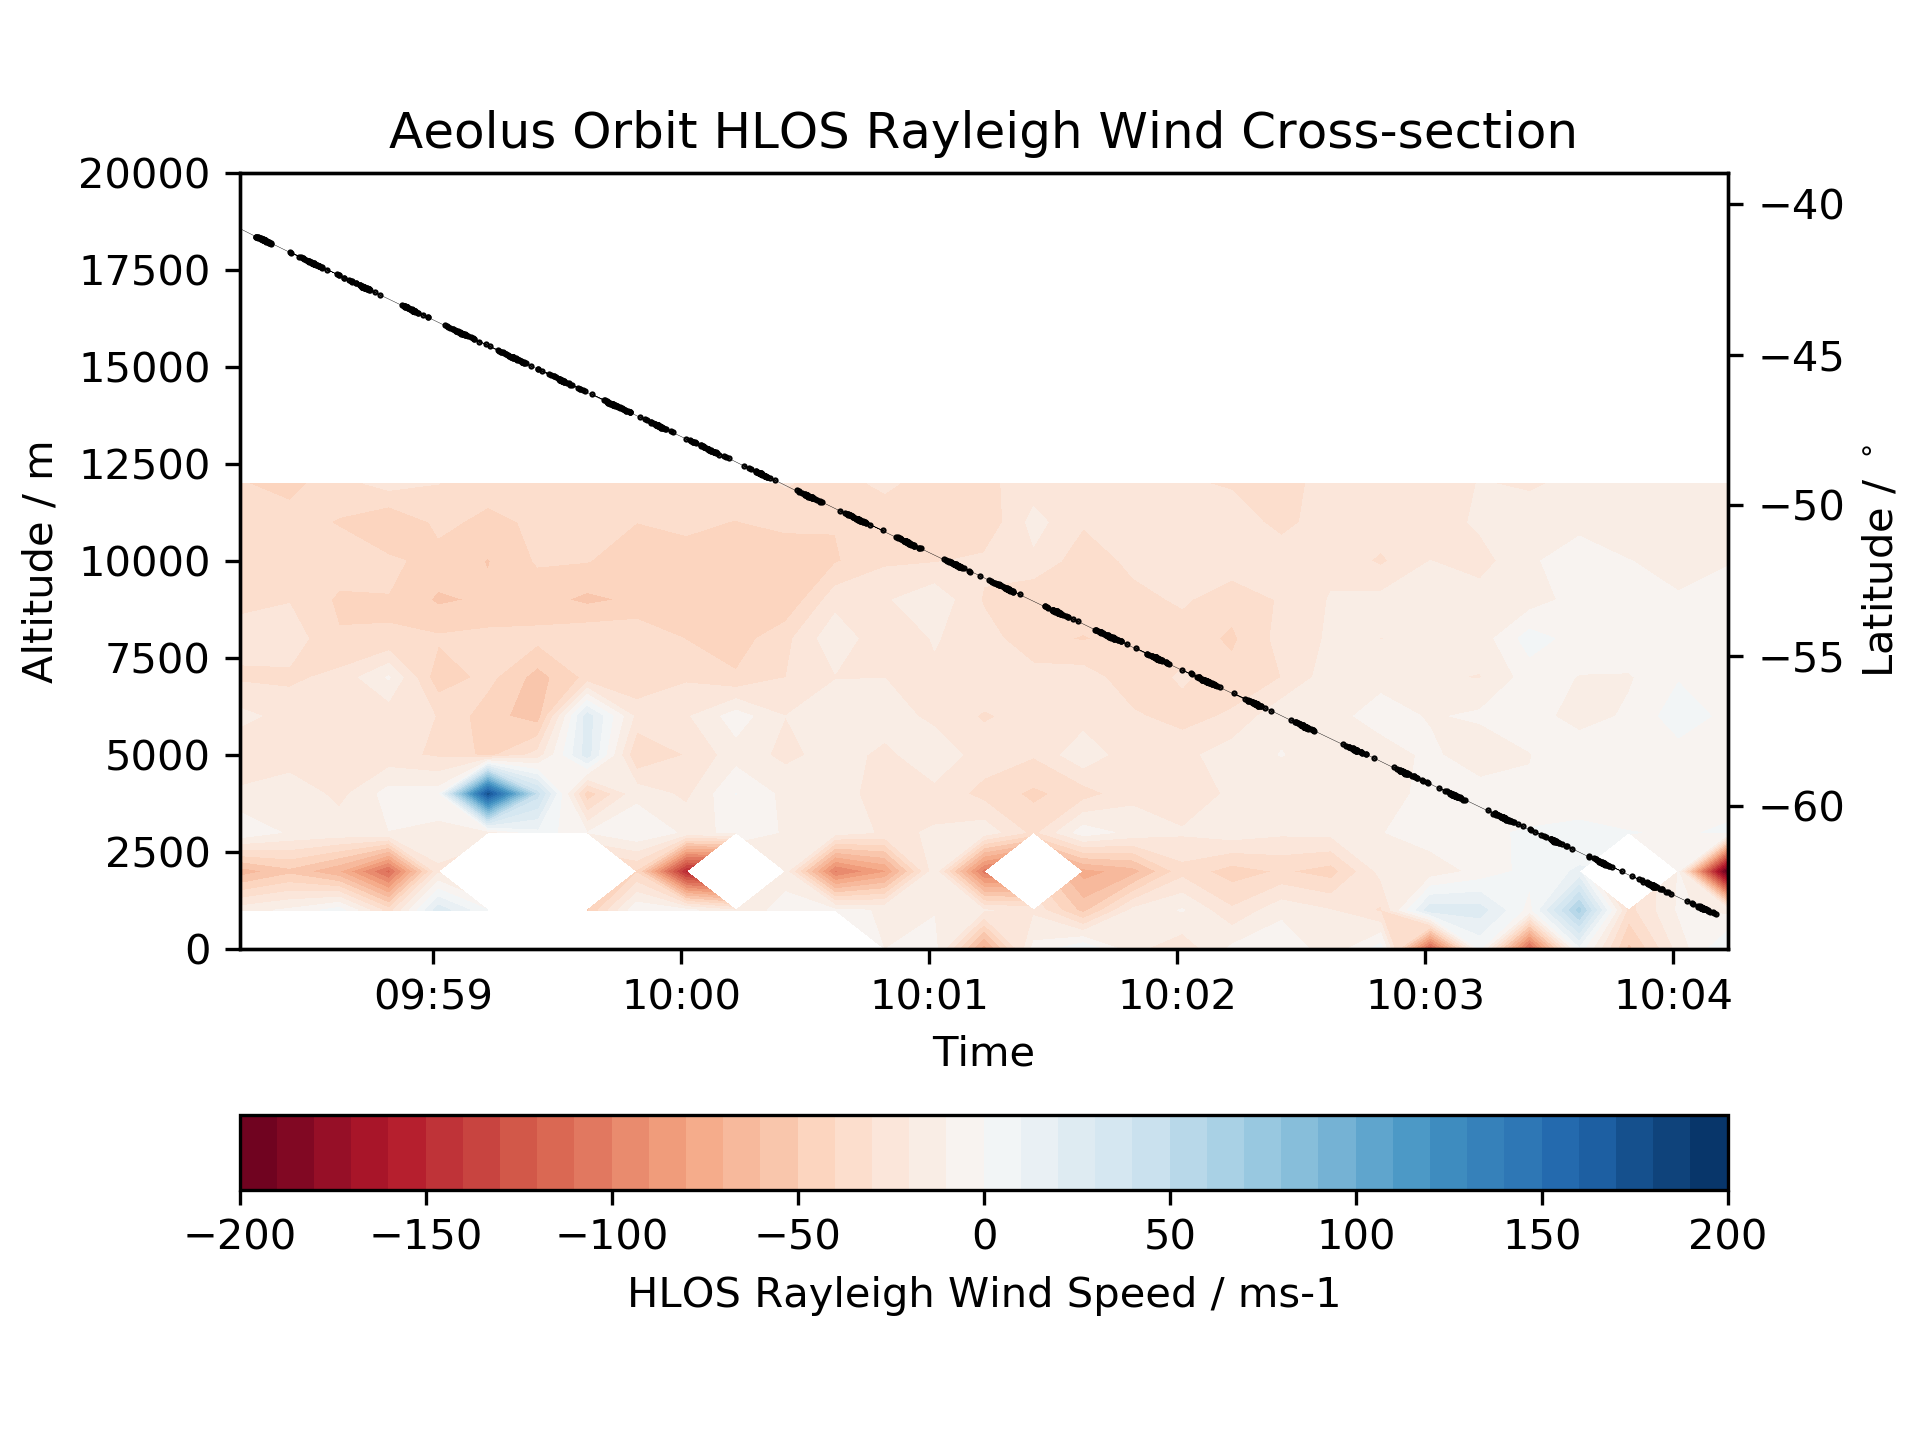 Aeolus Orbit HLOS Rayleigh Wind Cross-section
20000
17500
15000
12500
10000
7500
5000
2500
0
Altitude / m
−40
−45
−50
−55
−60
Latitude / °
09:59 10:00 10:01 10:02 10:03 10:04
Time
−200 −150 −100 −50 0 50 100 150 200
HLOS Rayleigh Wind Speed / ms-1